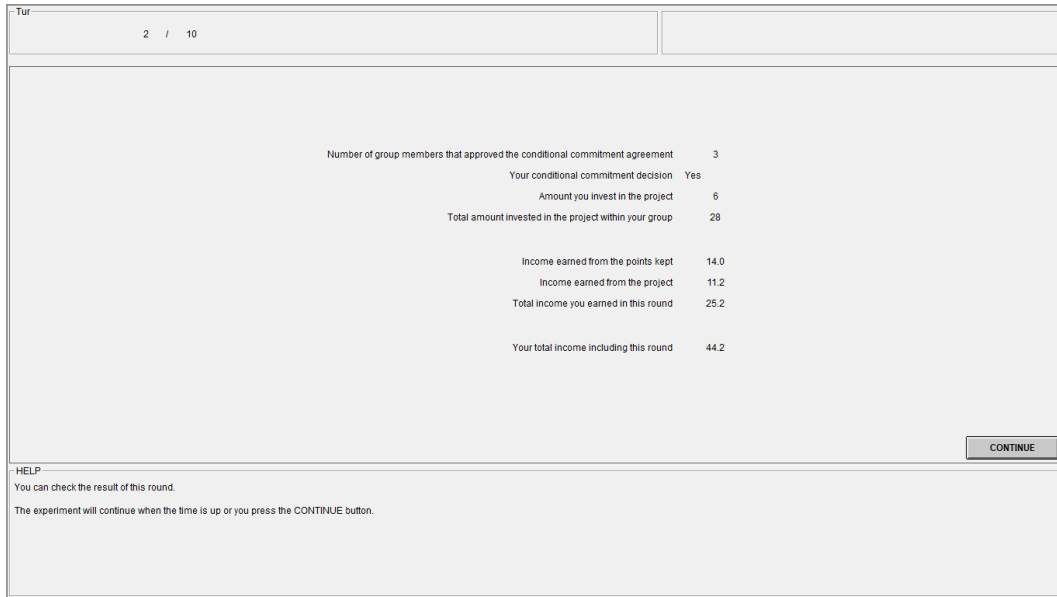 Tur
2 / 10
Number of group members that approved the conditional commitment agreement 3
Your conditional commitment decision Yes
Amount you invest in the project 6
Total amount invested in the project within your group 28
Income earned from the points kept 14.0
Income earned from the project 11.2
Total income you earned in this round 25.2
Your total income including this round 44.2
CONTINUE
HELP
You can check the result of this round.
The experiment will continue when the time is up or you press the CONTINUE button.